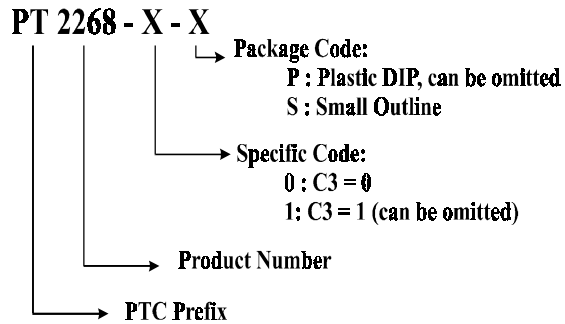 PT 2268 - X - X
Package Code:
P : Plastic DIP, can be omitted
S : Small Outline
Specific Code:
0 : C3 = 0
1: C3 = 1 (can be omitted)
Product Number
PTC Prefix